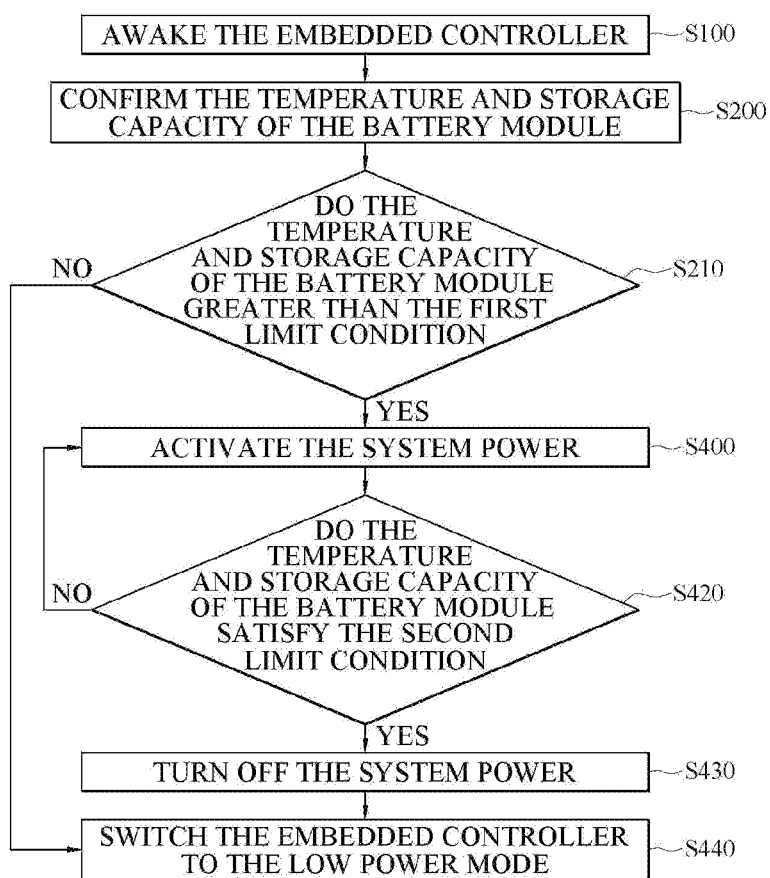 AWAKE THE EMBEDDED CONTROLLER
S100
CONFIRM THE TEMPERATURE AND STORAGE
CAPACITY OF THE BATTERY MODULE
S200
DO THE
TEMPERATURE
AND STORAGE CAPACITY
OF THE BATTERY MODULE
GREATER THAN THE FIRST
LIMIT CONDITION
S210
NO
YES
ACTIVATE THE SYSTEM POWER
S400
DO THE
TEMPERATURE
AND STORAGE CAPACITY
OF THE BATTERY MODULE
SATISFY THE SECOND
LIMIT CONDITION
S420
NO
YES
TURN OFF THE SYSTEM POWER
S430
SWITCH THE EMBEDDED CONTROLLER
TO THE LOW POWER MODE
S440